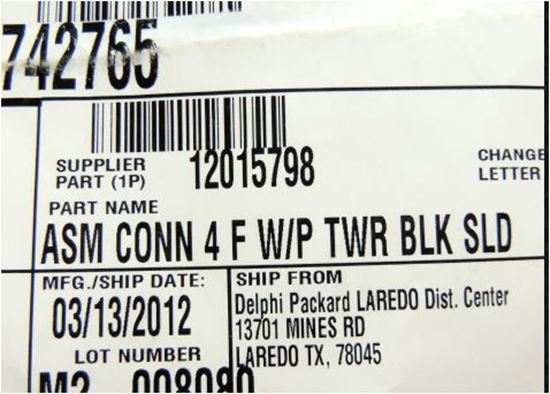 742765
SUPPLIER
PART (1P) 12015798
CHANGE
LETTER
PART NAME
ASM CONN 4 F W/P TWR BLK SLD
MFG./SHIP DATE:
03/13/2012
LOT NUMBER
SHIP FROM
Delphi Packard LAREDO Dist. Center
13701 MINES RD
LAREDO TX, 78045